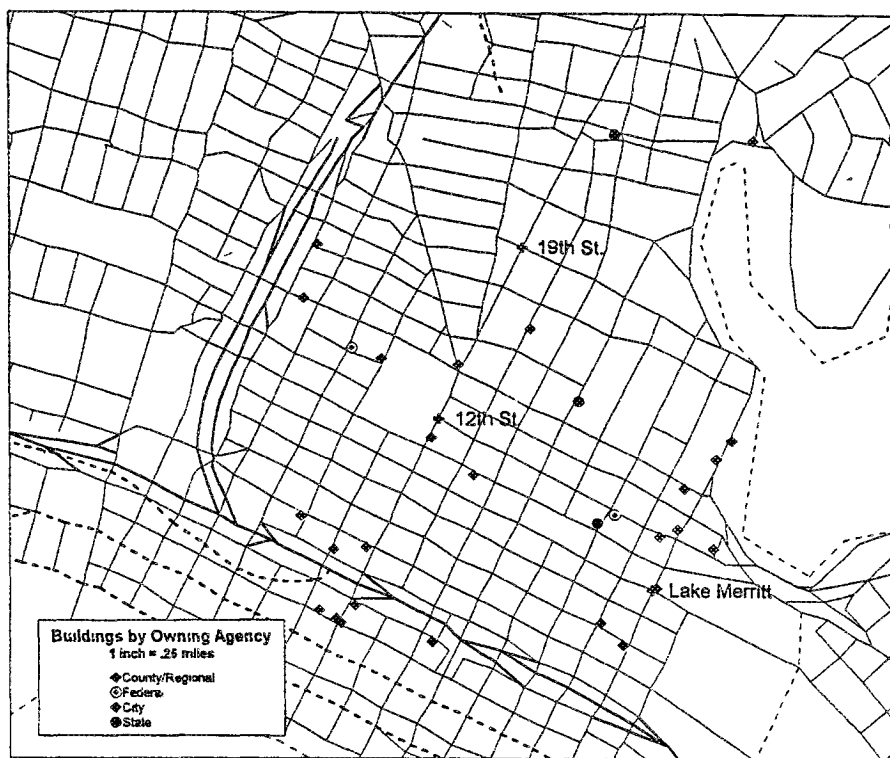 19th St.
12th St.
Lake Merritt
Buildings by Owning Agency
1 inch = .25 miles
County/Regional
Federal
City
State